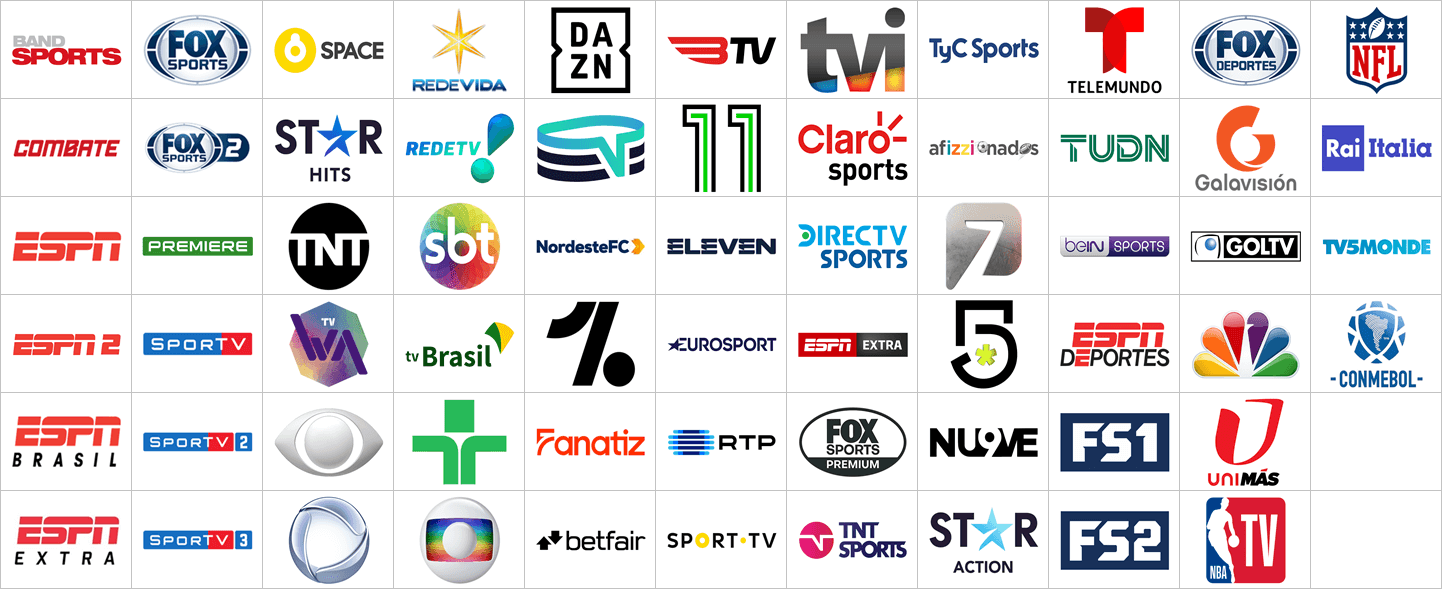 BAND
SPORTS
FOX
SPORTS
SPACE
REDEVIDA
DA
ZN
BTV
tvi
TyC Sports
TELEMUNDO
FOX
DEPORTES
NFL
COMBATE
FOX
SPORTS 2
STAR
HITS
REDETV!
11
Claro
sports
afizzionados
TUDN
Galavisión
Rai Italia
ESPN
PREMIERE
TNT
sbt
NordesteFC
ELEVEN
DIRECTV
SPORTS
7
beIN SPORTS
GOLTV
TV5MONDE
ESPN 2
SPORTV
TV
WA
tv Brasil
1
EUROSPORT
ESPN EXTRA
5
ESPN
DEPORTES
-CONMEBOL-
ESPN
BRASIL
SPORTV 2
Fanatiz
RTP
FOX
SPORTS
PREMIUM
NU9VE
FS1
UNIMÁS
ESPN
EXTRA
SPORTV 3
betfair
SPORT•TV
TNT
SPORTS
STAR
ACTION
FS2
NBA
TV